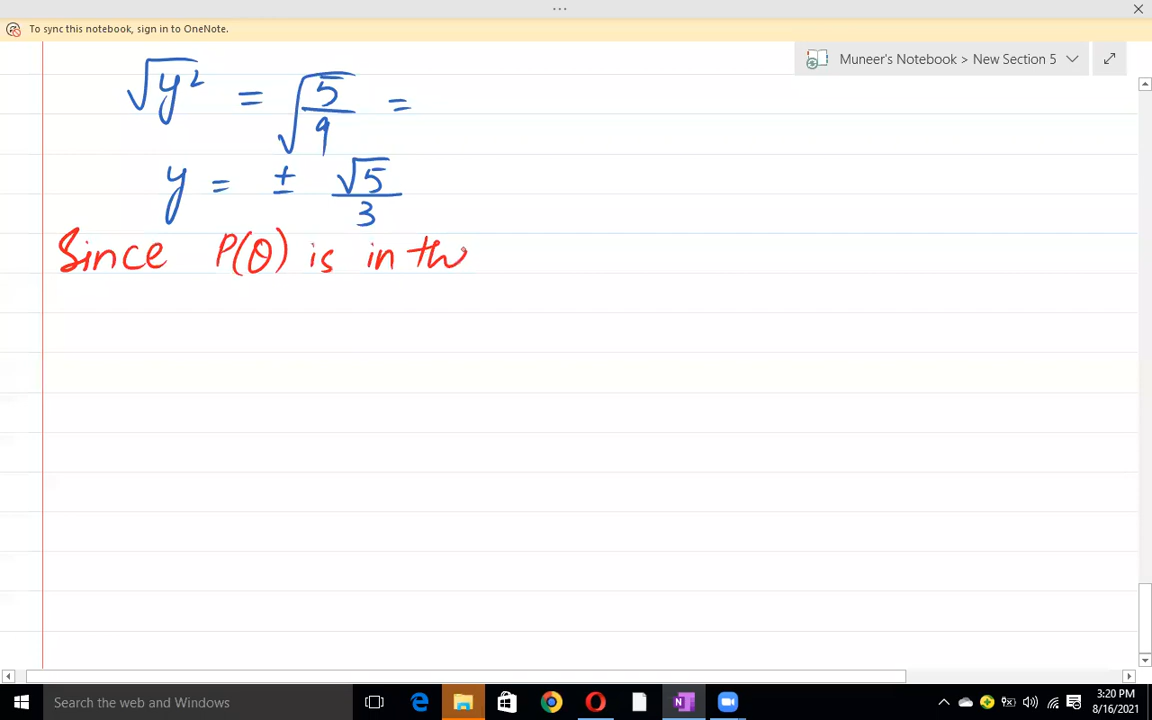 ...
To sync this notebook, sign in to OneNote.
Muneer's Notebook > New Section 5
√y² = √5/9 =
y = ± √5/3
Since P(θ) is in the
Search the web and Windows
3:20 PM
8/16/2021